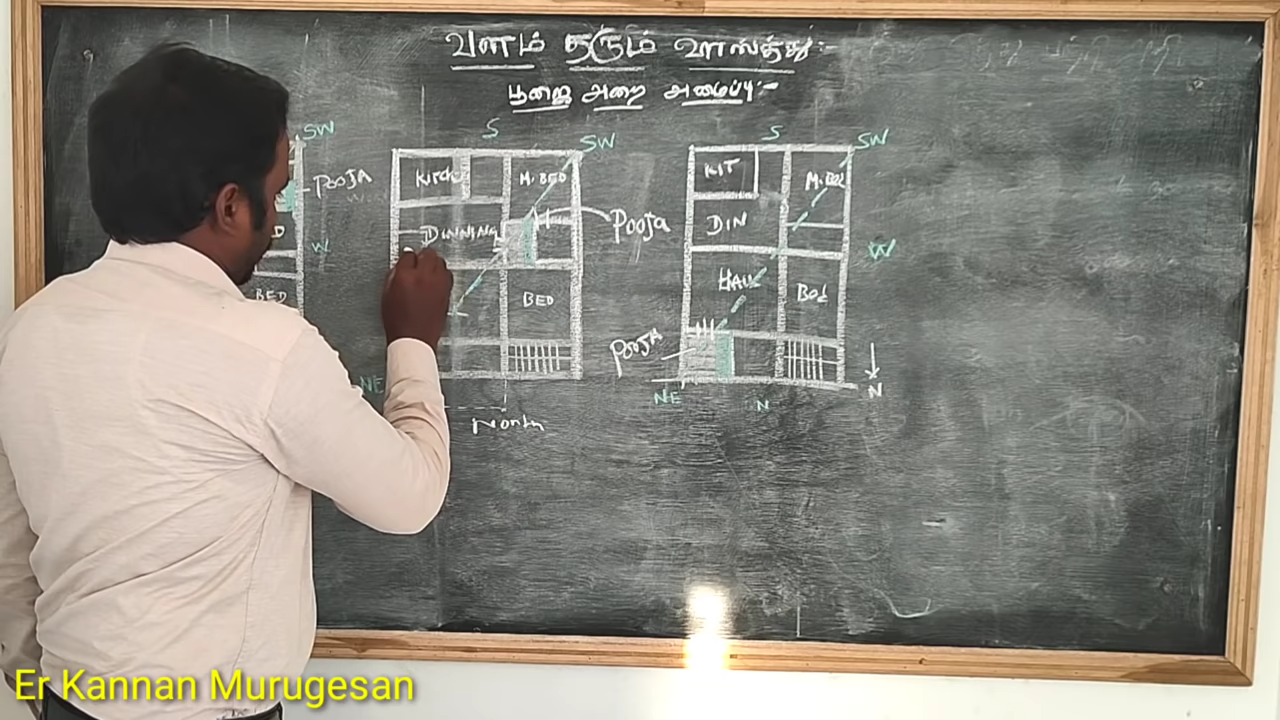 வளம் தரும் வாஸ்த்து:-
பூஜை அறை அமைப்பு:-
SW
POOJA
W
BED
S
SW
Kitchen
M.BED
DINNING
Pooja
BED
NE
North
S
SW
KIT
M.BED
DIN
W
HALL
BED
POOJA
NE
N
N
Er Kannan Murugesan